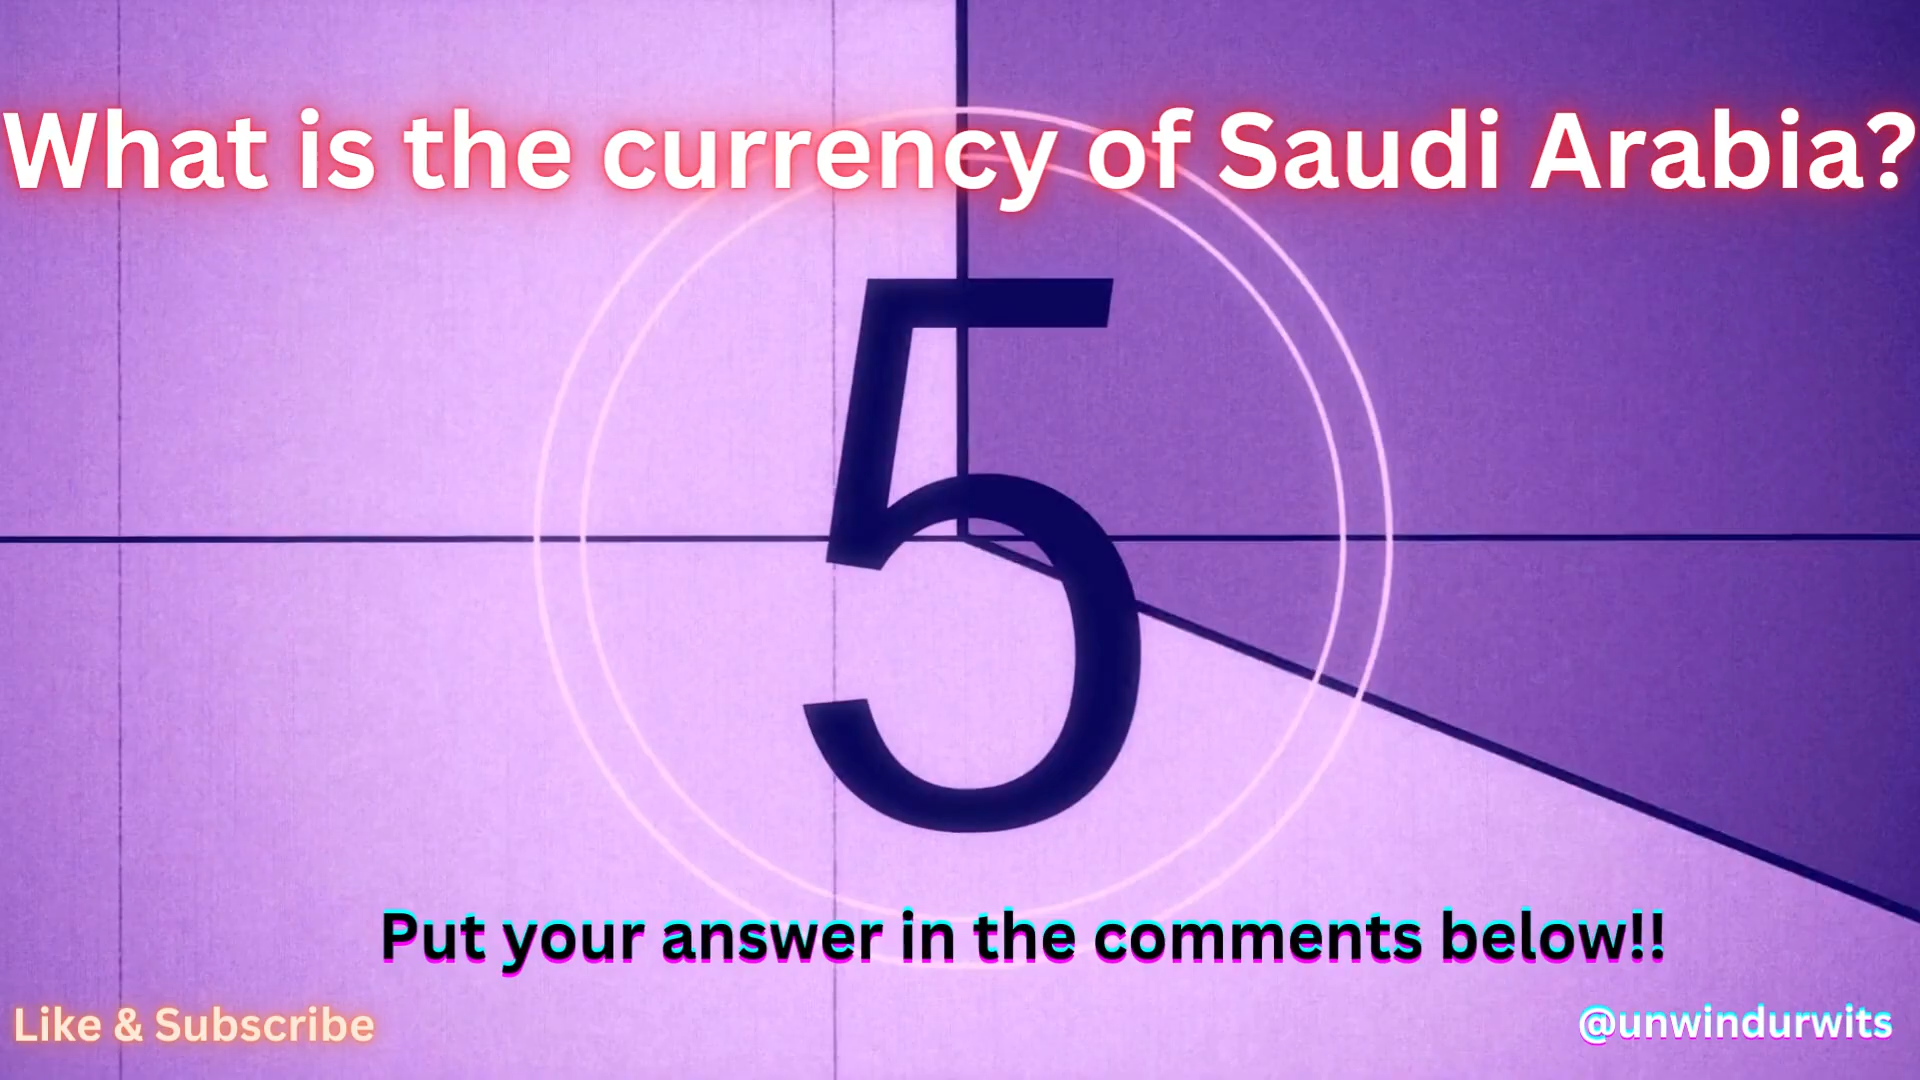 What is the currency of Saudi Arabia?
5
Put your answer in the comments below!!
Like & Subscribe
@unwindurwits